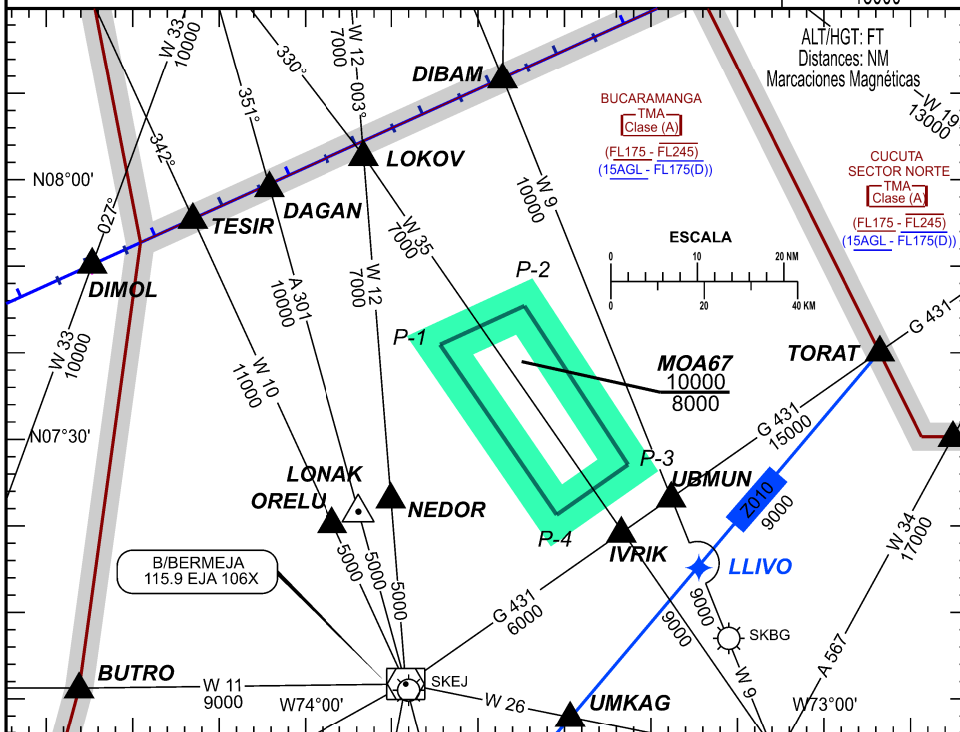 W 33
10000
330°
W 12-003°
7000
DIBAM
ALT/HGT: FT
Distances: NM
Marcaciones Magnéticas
BUCARAMANGA
TMA
Clase (A)
(FL175 - FL245)
(15AGL - FL175(D))
W 19
13000
351°
342°
LOKOV
CUCUTA
SECTOR NORTE
TMA
Clase (A)
(FL175 - FL245)
(15AGL - FL175(D))
N08°00'
027°
TESIR
DAGAN
W 9
10000
W 35
7000
ESCALA
0
10
20 NM
0
20
40 KM
DIMOL
A 301
10000
W 12
7000
P-2
P-1
G 431
W 33
10000
W 10
11000
MOA67
10000
8000
TORAT
N07°30'
G 431
15000
P-3
UBMUN
LONAK
ORELU
NEDOR
Z010
9000
P-4
IVRIK
W 34
17000
5000
5000
5000
B/BERMEJA
115.9 EJA 106X
LLIVO
G 431
6000
9000
9000
SKBG
A 567
BUTRO
W 11
9000
SKEJ
W74°00'
W 26
UMKAG
W 9
W73°00'